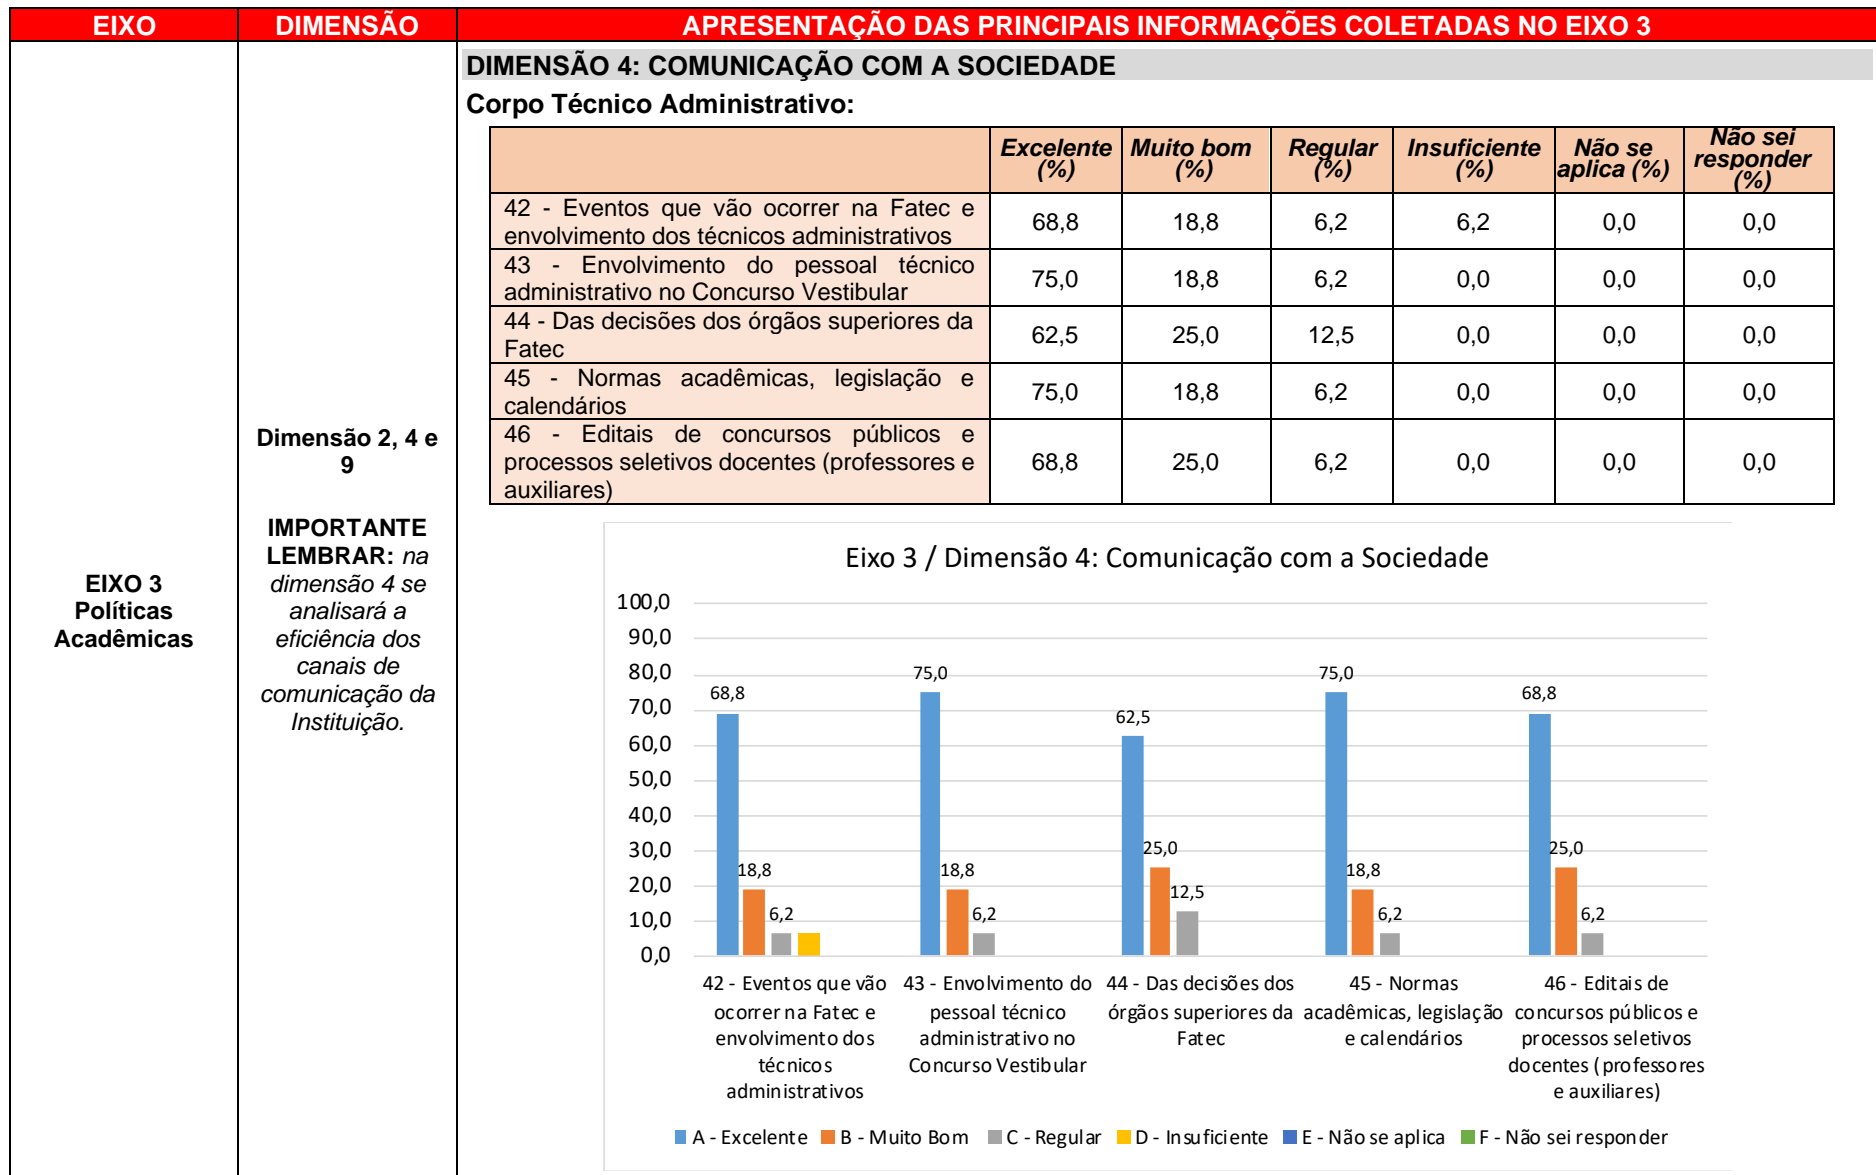 EIXO DIMENSÃO APRESENTAÇÃO DAS PRINCIPAIS INFORMAÇÕES COLETADAS NO EIXO 3
EIXO 3
Políticas
Acadêmicas
Dimensão 2, 4 e
9
IMPORTANTE
LEMBRAR: na
dimensão 4 se
analisará a
eficiência dos
canais de
comunicação da
Instituição.
DIMENSÃO 4: COMUNICAÇÃO COM A SOCIEDADE
Corpo Técnico Administrativo:
Excelente (%) Muito bom (%) Regular (%) Insuficiente (%) Não se aplica (%) Não sei responder (%)
42 - Eventos que vão ocorrer na Fatec e
envolvimento dos técnicos administrativos
68,8 18,8 6,2 6,2 0,0 0,0
43 - Envolvimento do pessoal técnico
administrativo no Concurso Vestibular
75,0 18,8 6,2 0,0 0,0 0,0
44 - Das decisões dos órgãos superiores da
Fatec
62,5 25,0 12,5 0,0 0,0 0,0
45 - Normas acadêmicas, legislação e
calendários
75,0 18,8 6,2 0,0 0,0 0,0
46 - Editais de concursos públicos e
processos seletivos docentes (professores e
auxiliares)
68,8 25,0 6,2 0,0 0,0 0,0
Eixo 3 / Dimensão 4: Comunicação com a Sociedade
100,0
90,0
80,0
70,0
60,0
50,0
40,0
30,0
20,0
10,0
0,0
68,8 18,8 6,2
75,0 18,8 6,2
62,5 25,0 12,5
75,0 18,8 6,2
68,8 25,0 6,2
42 - Eventos que vão
ocorrer na Fatec e
envolvimento dos
técnicos
administrativos
43 - Envolvimento do
pessoal técnico
administrativo no
Concurso Vestibular
44 - Das decisões dos
órgãos superiores da
Fatec
45 - Normas
acadêmicas, legislação
e calendários
46 - Editais de
concursos públicos e
processos seletivos
docentes (professores
e auxiliares)
A - Excelente B - Muito Bom C - Regular D - Insuficiente E - Não se aplica F - Não sei responder